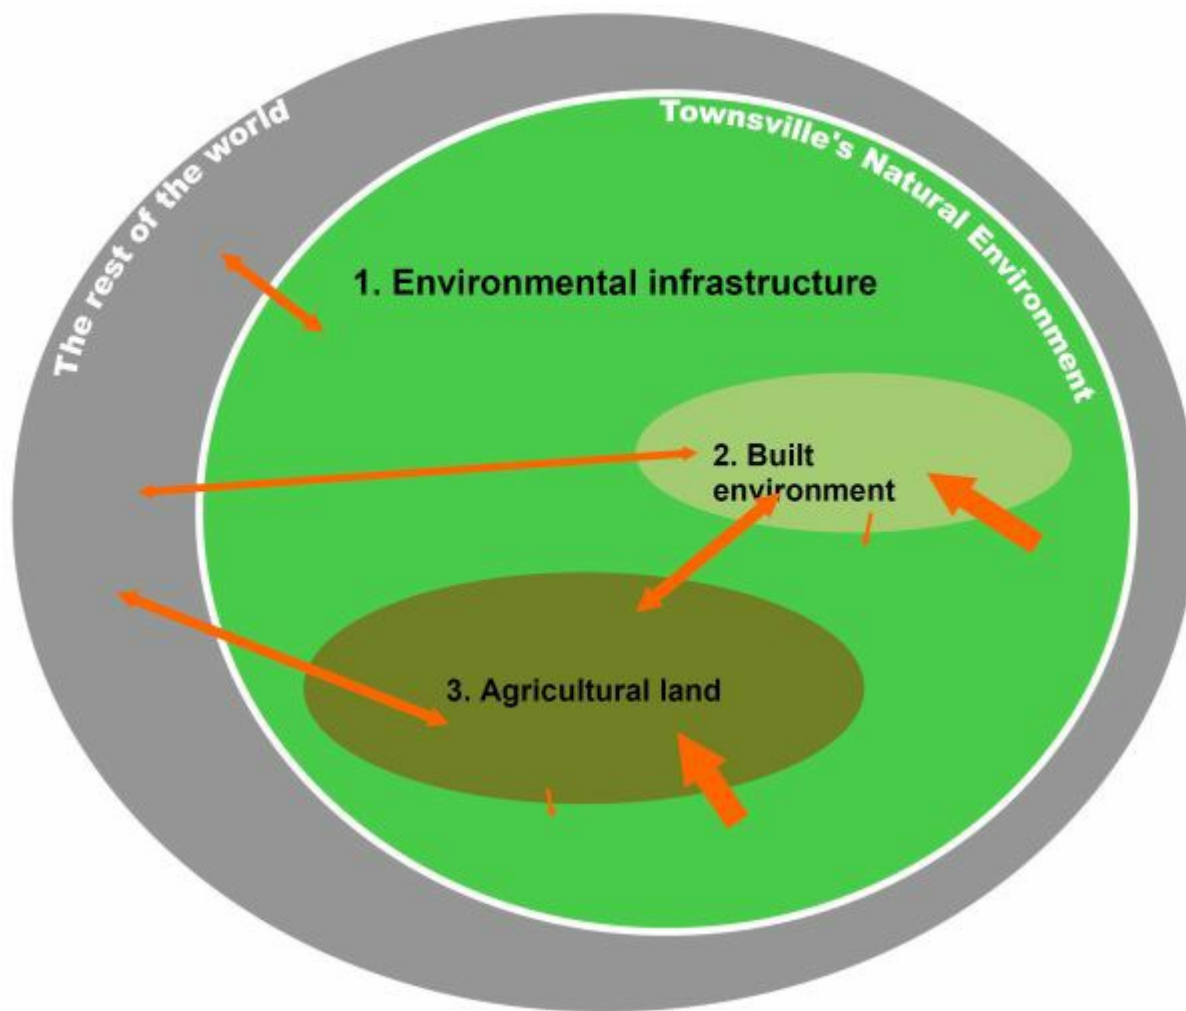 The rest of the world
Townsville's Natural Environment
1. Environmental infrastructure
2. Built
environment
3. Agricultural land